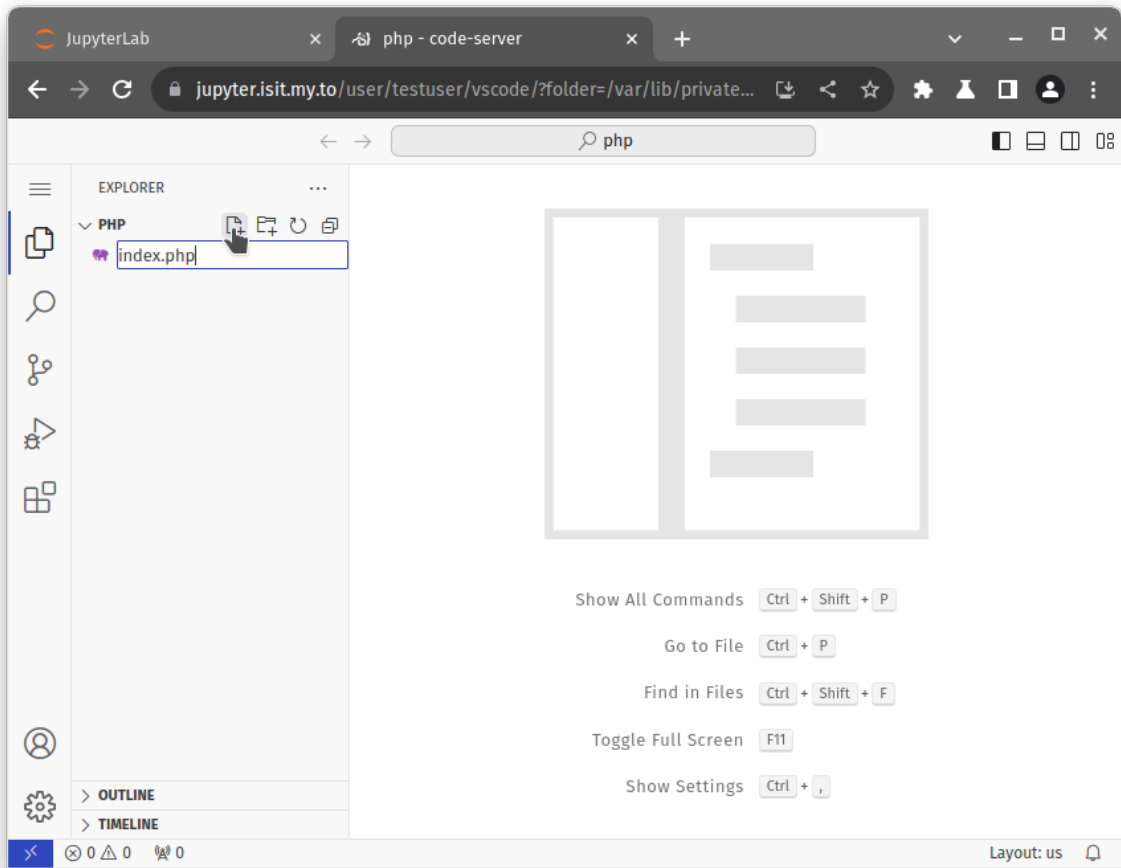 JupyterLab
php - code-server
jupyter.isit.my.to/user/testuser/vscode/?folder=/var/lib/private...
php
EXPLORER
PHP
index.php
Show All Commands Ctrl + Shift + P
Go to File Ctrl + P
Find in Files Ctrl + Shift + F
Toggle Full Screen F11
Show Settings Ctrl + ,
OUTLINE
TIMELINE
0 0 0
Layout: us